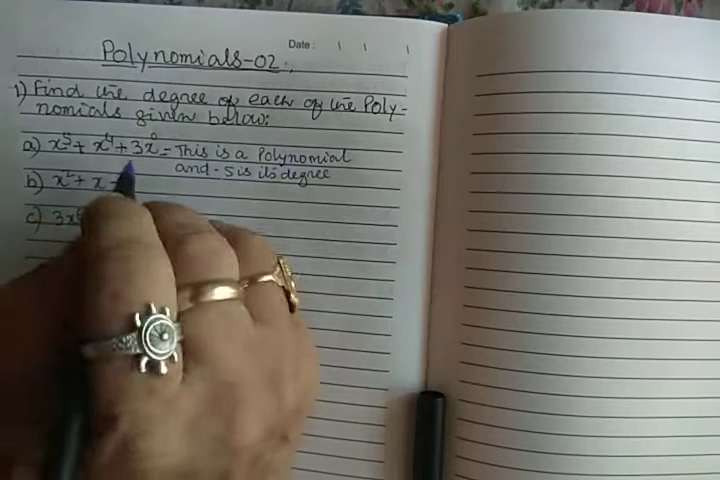 Date :
Polynomials-02.
1) Find the degree of each of the Poly-
nomials given below:
a) x⁵ + x⁴ + 3x⁰ = This is a Polynomial
and - 5 is its degree
b) x² + x
c) 3x